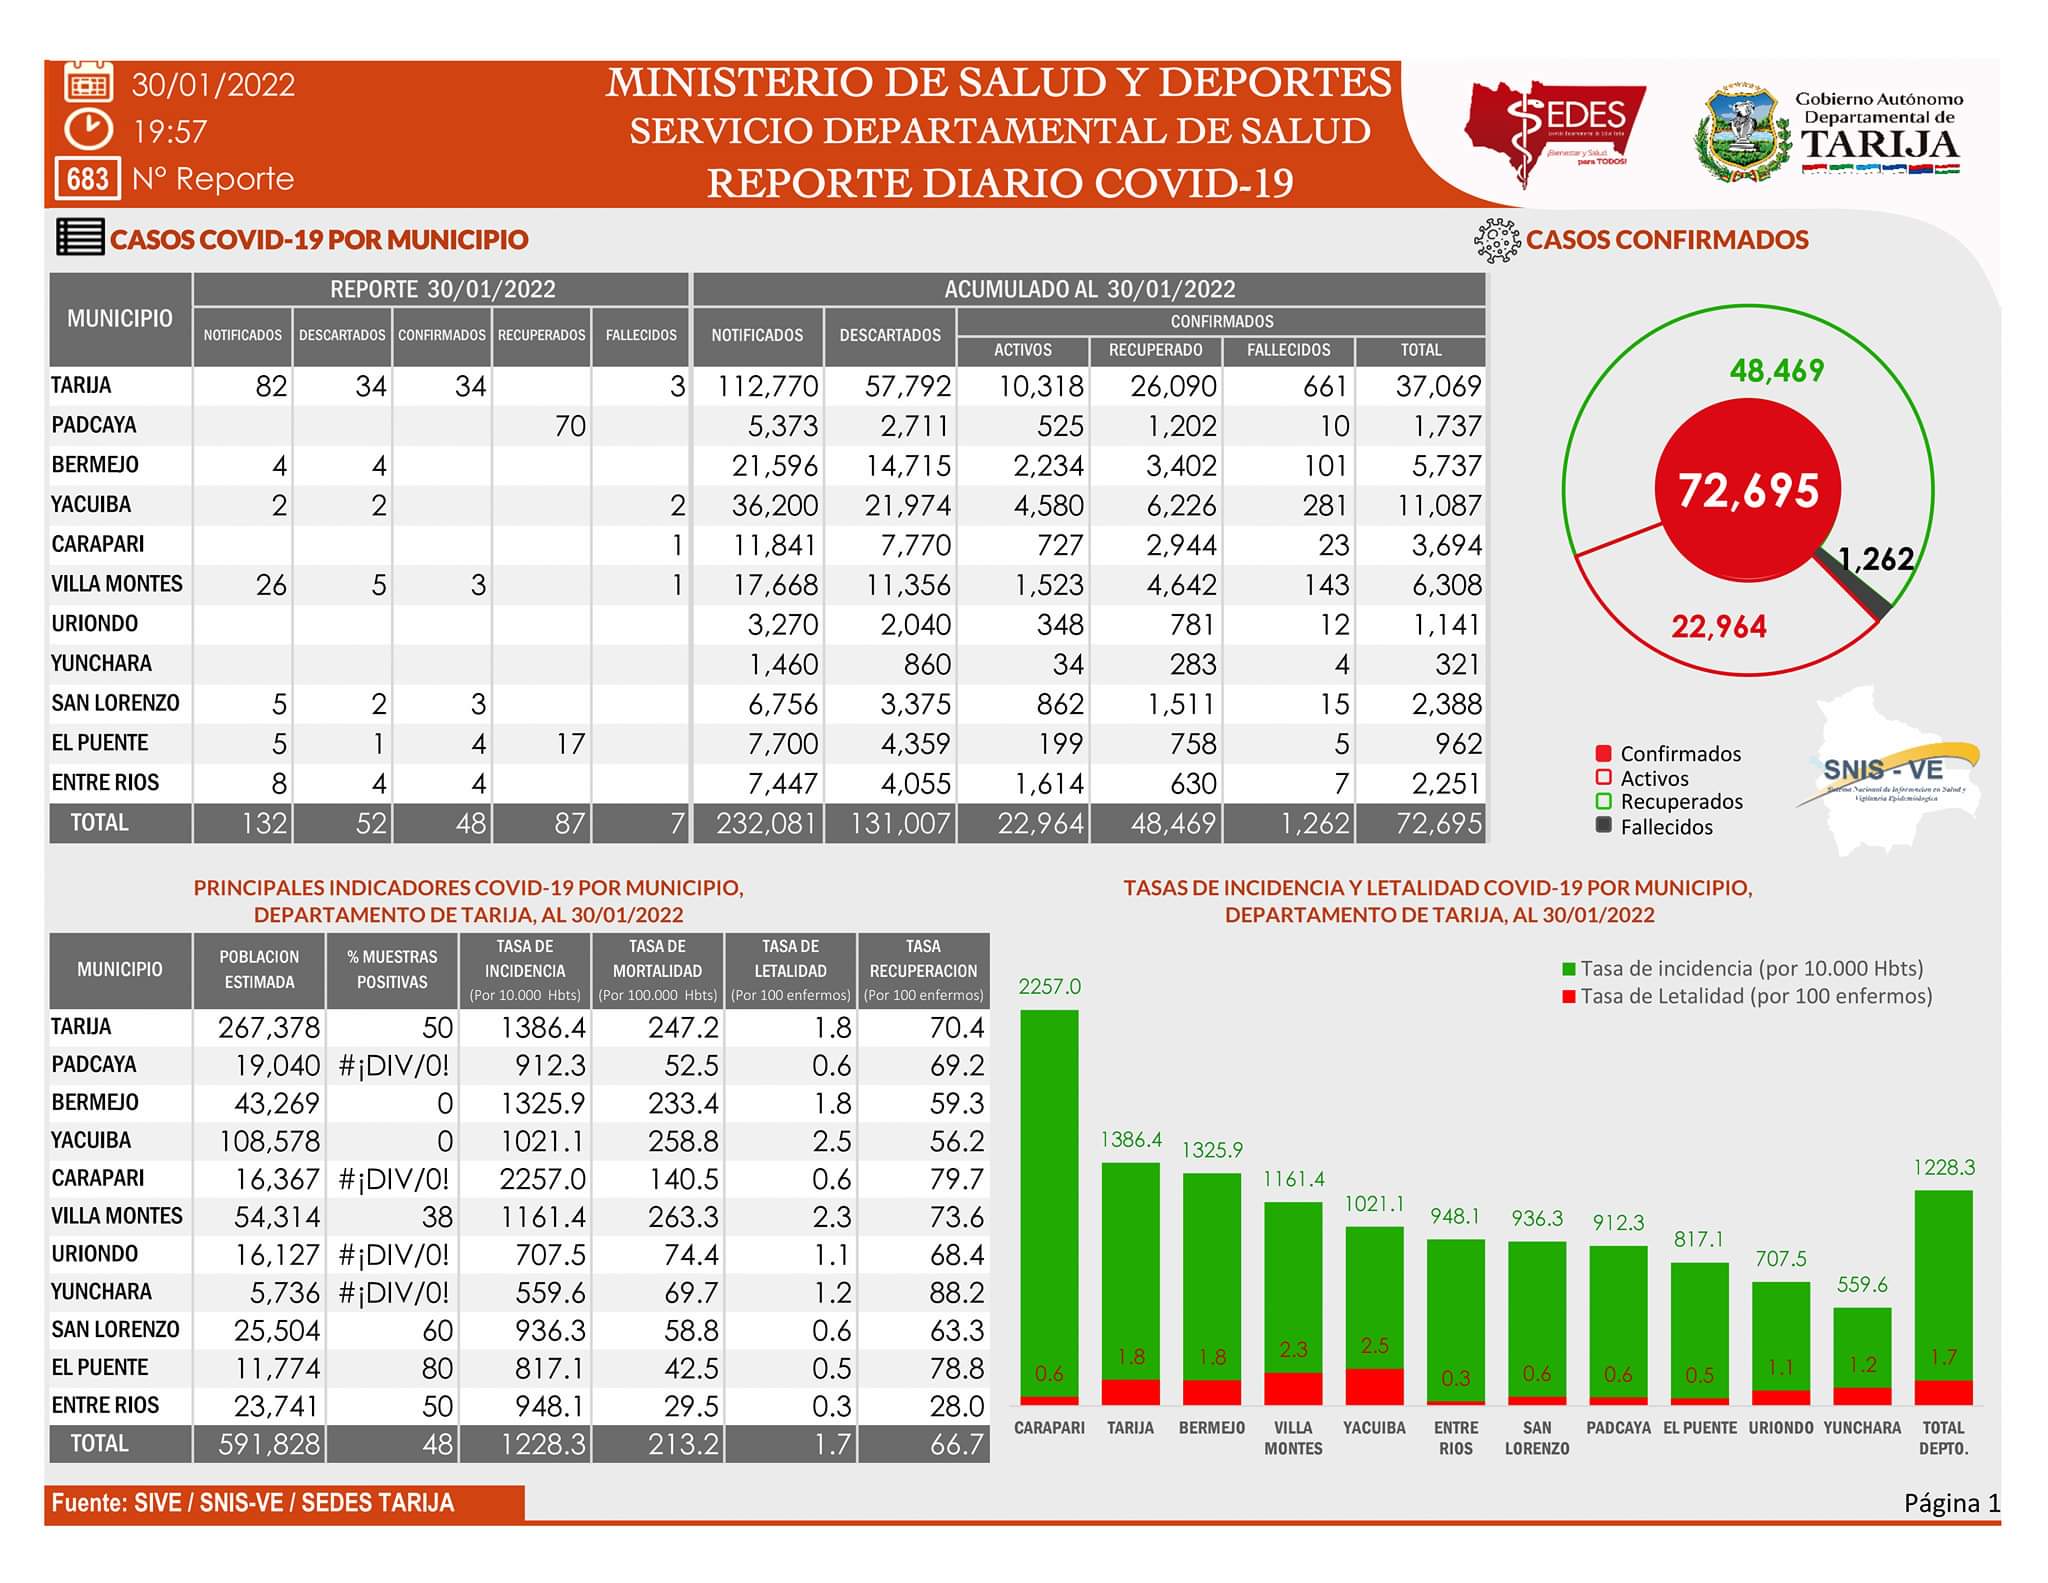 30/01/2022
19:57
683 N° Reporte
MINISTERIO DE SALUD Y DEPORTES
SERVICIO DEPARTAMENTAL DE SALUD
REPORTE DIARIO COVID-19
SEDES
¡Bienestar y Salud
para TODOS!
Gobierno Autónomo
Departamental de
TARIJA
CASOS COVID-19 POR MUNICIPIO
MUNICIPIO REPORTE 30/01/2022 ACUMULADO AL 30/01/2022
NOTIFICADOS DESCARTADOS CONFIRMADOS RECUPERADOS FALLECIDOS NOTIFICADOS DESCARTADOS CONFIRMADOS
ACTIVOS RECUPERADO FALLECIDOS TOTAL
TARIJA 82 34 34 3 112,770 57,792 10,318 26,090 661 37,069
PADCAYA 70 5,373 2,711 525 1,202 10 1,737
BERMEJO 4 4 21,596 14,715 2,234 3,402 101 5,737
YACUIBA 2 2 2 36,200 21,974 4,580 6,226 281 11,087
CARAPARI 1 11,841 7,770 727 2,944 23 3,694
VILLA MONTES 26 5 3 1 17,668 11,356 1,523 4,642 143 6,308
URIONDO 3,270 2,040 348 781 12 1,141
YUNCHARA 1,460 860 34 283 4 321
SAN LORENZO 5 2 3 6,756 3,375 862 1,511 15 2,388
EL PUENTE 5 1 4 17 7,700 4,359 199 758 5 962
ENTRE RIOS 8 4 4 7,447 4,055 1,614 630 7 2,251
TOTAL 132 52 48 87 7 232,081 131,007 22,964 48,469 1,262 72,695
CASOS CONFIRMADOS
48,469
72,695
1,262
22,964
Confirmados
Activos
Recuperados
Fallecidos
SNIS - VE
Sistema Nacional de Informacion en Salud y
Vigilancia Epidemiologica
PRINCIPALES INDICADORES COVID-19 POR MUNICIPIO,
DEPARTAMENTO DE TARIJA, AL 30/01/2022
MUNICIPIO POBLACION ESTIMADA % MUESTRAS POSITIVAS TASA DE INCIDENCIA (Por 10.000 Hbts) TASA DE MORTALIDAD (Por 100.000 Hbts) TASA DE LETALIDAD (Por 100 enfermos) TASA RECUPERACION (Por 100 enfermos)
TARIJA 267,378 50 1386.4 247.2 1.8 70.4
PADCAYA 19,040 #¡DIV/0! 912.3 52.5 0.6 69.2
BERMEJO 43,269 0 1325.9 233.4 1.8 59.3
YACUIBA 108,578 0 1021.1 258.8 2.5 56.2
CARAPARI 16,367 #¡DIV/0! 2257.0 140.5 0.6 79.7
VILLA MONTES 54,314 38 1161.4 263.3 2.3 73.6
URIONDO 16,127 #¡DIV/0! 707.5 74.4 1.1 68.4
YUNCHARA 5,736 #¡DIV/0! 559.6 69.7 1.2 88.2
SAN LORENZO 25,504 60 936.3 58.8 0.6 63.3
EL PUENTE 11,774 80 817.1 42.5 0.5 78.8
ENTRE RIOS 23,741 50 948.1 29.5 0.3 28.0
TOTAL 591,828 48 1228.3 213.2 1.7 66.7
TASAS DE INCIDENCIA Y LETALIDAD COVID-19 POR MUNICIPIO,
DEPARTAMENTO DE TARIJA, AL 30/01/2022
Tasa de incidencia (por 10.000 Hbts)
Tasa de Letalidad (por 100 enfermos)
2257.0 1386.4 1325.9 1161.4 1021.1 948.1 936.3 912.3 817.1 707.5 559.6 1228.3
0.6 1.8 1.8 2.3 2.5 0.3 0.6 0.6 0.5 1.1 1.2 1.7
CARAPARI TARIJA BERMEJO VILLA MONTES YACUIBA ENTRE RIOS SAN LORENZO PADCAYA EL PUENTE URIONDO YUNCHARA TOTAL DEPTO.
Fuente: SIVE / SNIS-VE / SEDES TARIJA
Página 1